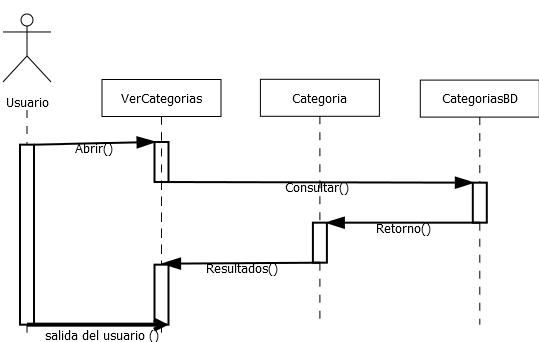 Usuario
VerCategorias
Categoria
CategoriasBD
Abrir()
Consultar()
Retorno()
Resultados()
salida del usuario ()